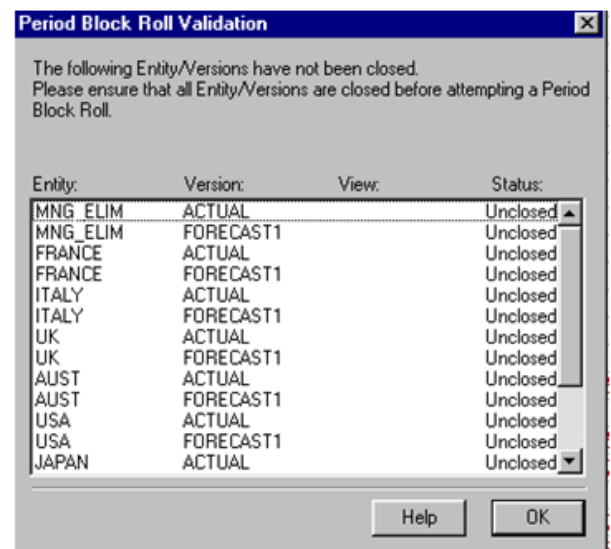 Period Block Roll Validation
The following Entity/Versions have not been closed.
Please ensure that all Entity/Versions are closed before attempting a Period
Block Roll.
Entity: Version: View: Status:
MNG_ELIM ACTUAL Unclosed
MNG_ELIM FORECAST1 Unclosed
FRANCE ACTUAL Unclosed
FRANCE FORECAST1 Unclosed
ITALY ACTUAL Unclosed
ITALY FORECAST1 Unclosed
UK ACTUAL Unclosed
UK FORECAST1 Unclosed
AUST ACTUAL Unclosed
AUST FORECAST1 Unclosed
USA ACTUAL Unclosed
USA FORECAST1 Unclosed
JAPAN ACTUAL Unclosed
Help OK